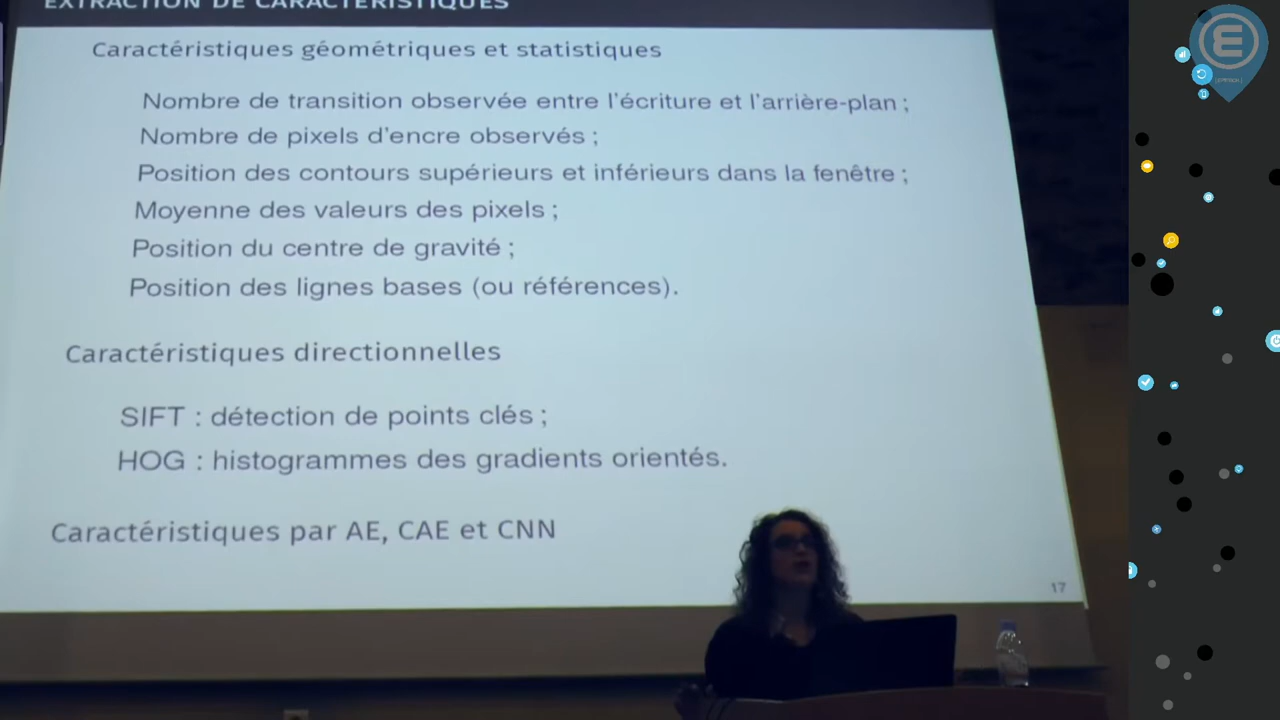 EXTRACTION DE CARACTÉRISTIQUES
Caractéristiques géométriques et statistiques
Nombre de transition observée entre l'écriture et l'arrière-plan ;
Nombre de pixels d'encre observés ;
Position des contours supérieurs et inférieurs dans la fenêtre ;
Moyenne des valeurs des pixels ;
Position du centre de gravité ;
Position des lignes bases (ou références).
Caractéristiques directionnelles
SIFT : détection de points clés ;
HOG : histogrammes des gradients orientés.
Caractéristiques par AE, CAE et CNN
17